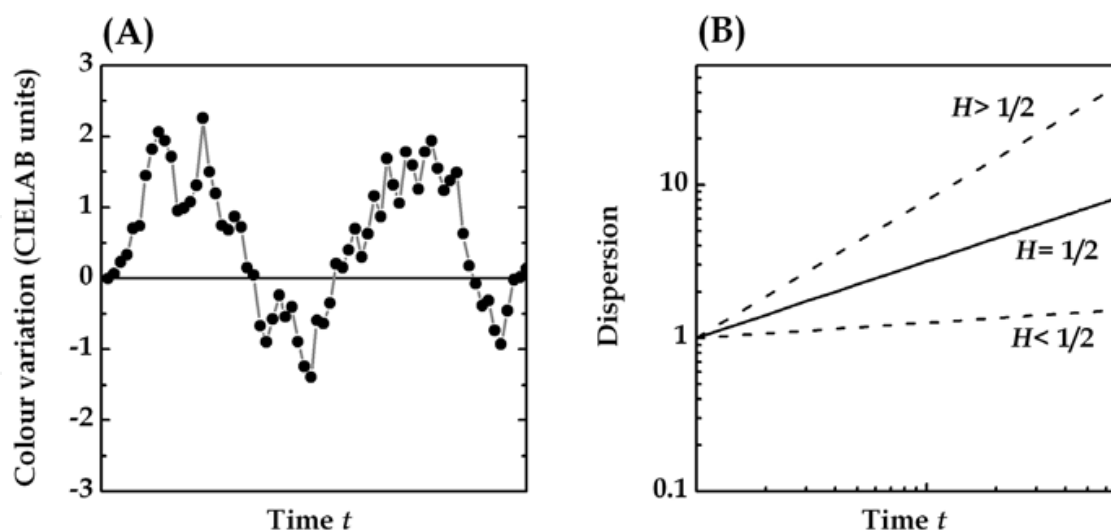 (A)
Colour variation (CIELAB units)
3
2
1
0
-1
-2
-3
Time t
(B)
Dispersion
10
1
0.1
H> 1/2
H= 1/2
H< 1/2
Time t